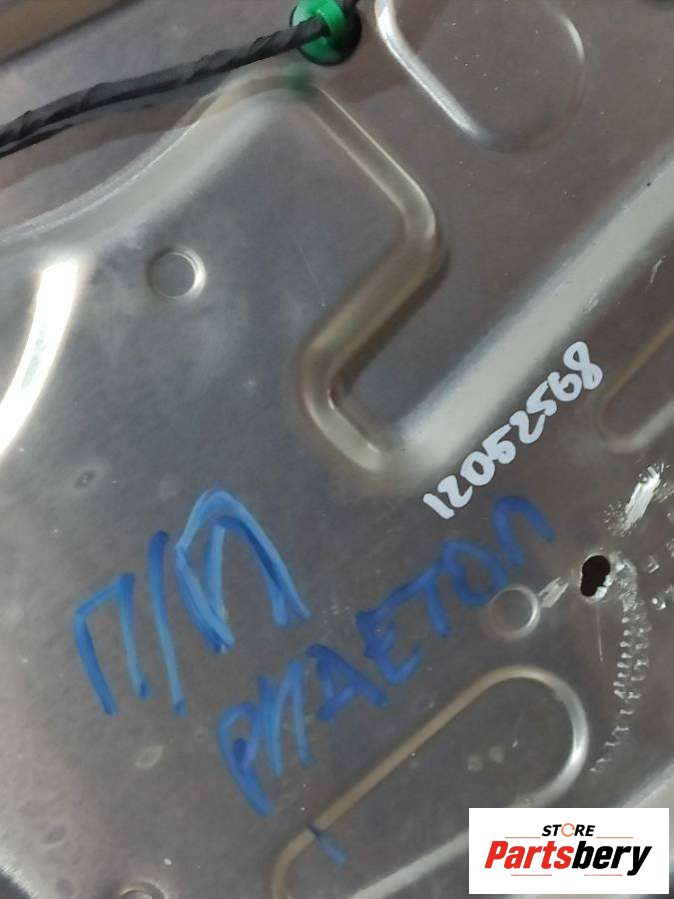 12052568
П/П
PHAETON
STORE
Partsbery